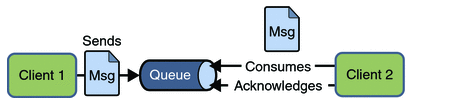 Msg
Sends
Client 1
Msg
Queue
Consumes
Acknowledges
Client 2